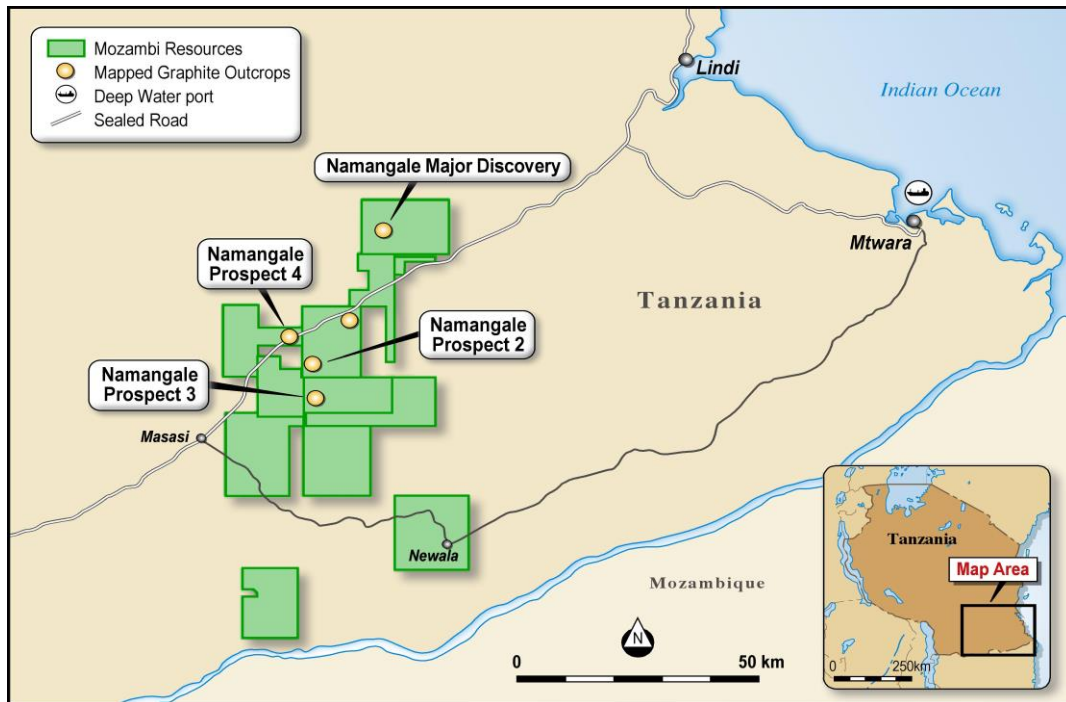 Mozambi Resources
Mapped Graphite Outcrops
Deep Water port
Sealed Road
Lindi
Indian Ocean
Namangale Major Discovery
Mtwara
Namangale
Prospect 4
Tanzania
Namangale
Prospect 2
Namangale
Prospect 3
Masasi
Newala
Mozambique
N
0 50 km
Tanzania
Map Area
0 250km